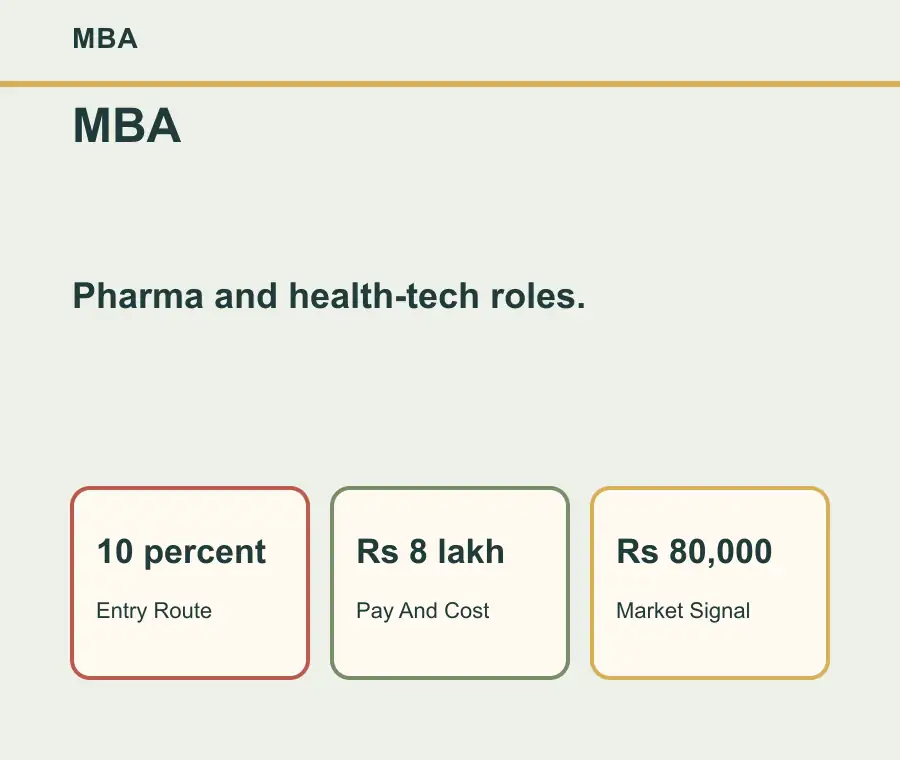 MBA
MBA
Pharma and health-tech roles.
10 percent
Entry Route
Rs 8 lakh
Pay And Cost
Rs 80,000
Market Signal